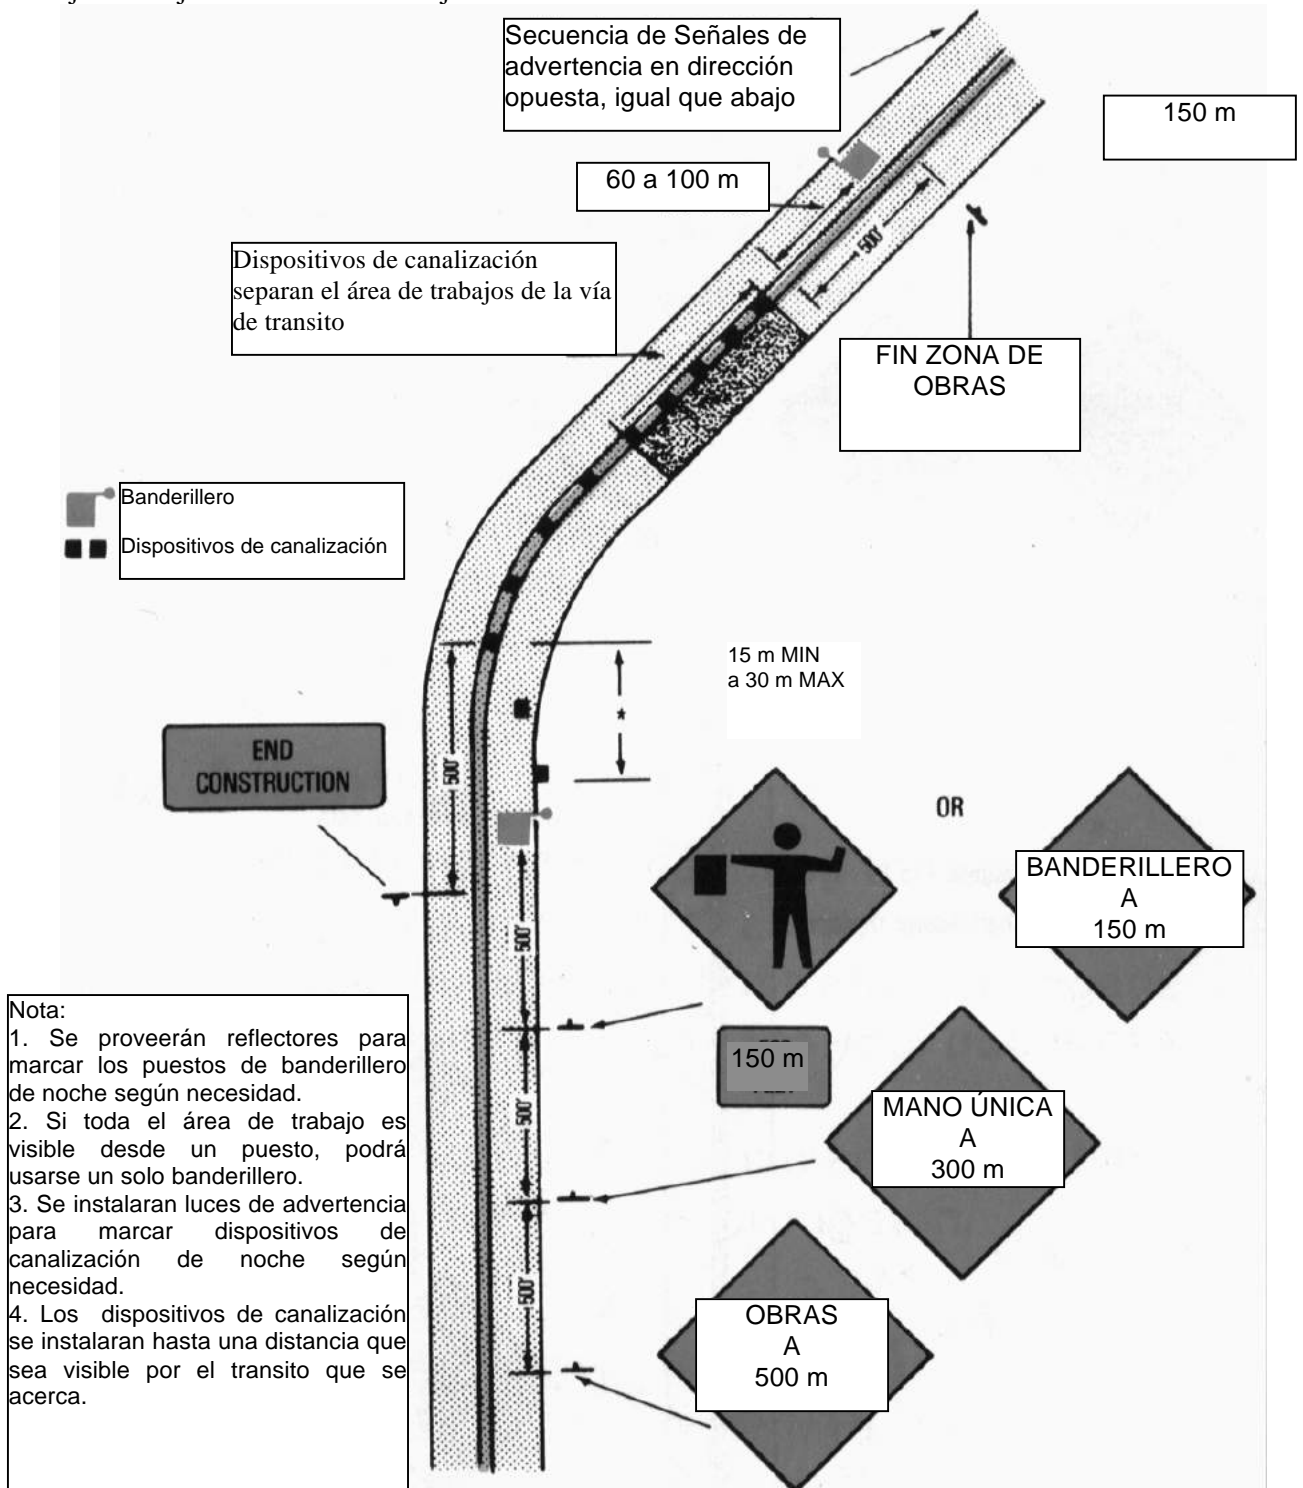 Secuencia de Señales de
advertencia en dirección
opuesta, igual que abajo
150 m
60 a 100 m
500'
Dispositivos de canalización
separan el área de trabajos de la vía
de transito
FIN ZONA DE
OBRAS
Banderillero
Dispositivos de canalización
15 m MIN
a 30 m MAX
*
END
CONSTRUCTION
500'
OR
BANDERILLERO
A
150 m
500'
150 m
500'
MANO ÚNICA
A
300 m
500'
OBRAS
A
500 m
Nota:
1. Se proveerán reflectores para
marcar los puestos de banderillero
de noche según necesidad.
2. Si toda el área de trabajo es
visible desde un puesto, podrá
usarse un solo banderillero.
3. Se instalaran luces de advertencia
para marcar dispositivos de
canalización de noche según
necesidad.
4. Los dispositivos de canalización
se instalaran hasta una distancia que
sea visible por el transito que se
acerca.